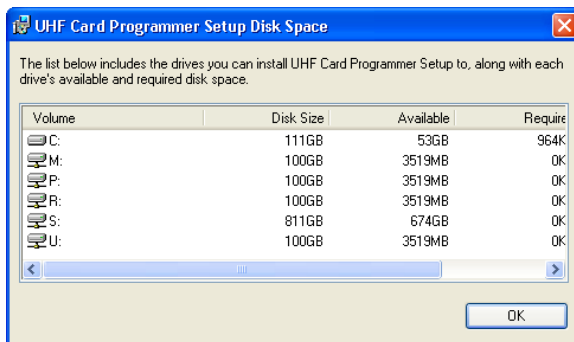 UHF Card Programmer Setup Disk Space
The list below includes the drives you can install UHF Card Programmer Setup to, along with each
drive's available and required disk space.
Volume Disk Size Available Require
C: 111GB 53GB 964K
M: 100GB 3519MB 0K
P: 100GB 3519MB 0K
R: 100GB 3519MB 0K
S: 811GB 674GB 0K
U: 100GB 3519MB 0K
OK